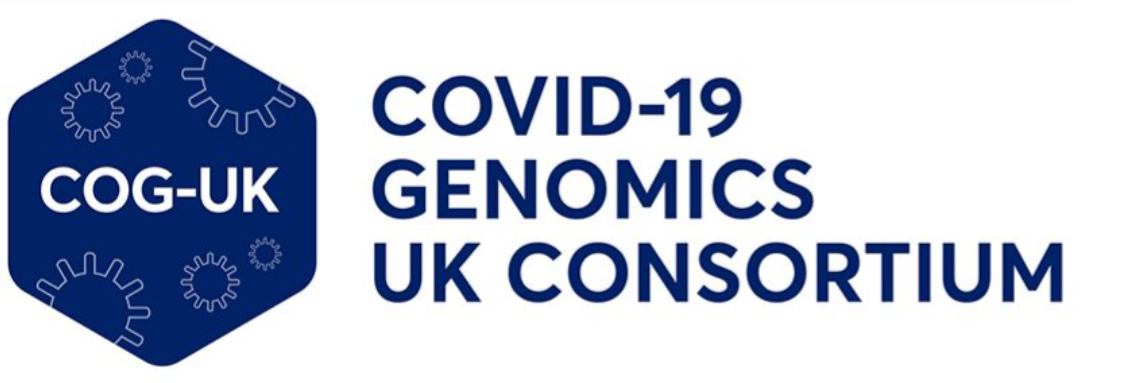 COG-UK
COVID-19
GENOMICS
UK CONSORTIUM